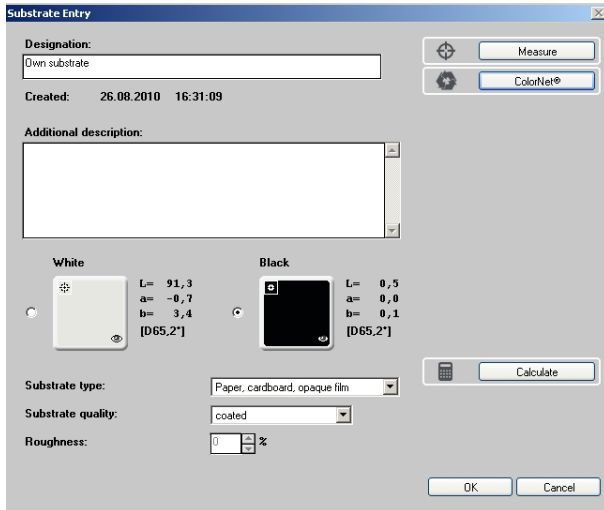 Substrate Entry
Designation:
Own substrate
Measure
ColorNet®
Created: 26.08.2010 16:31:09
Additional description:
White
L= 91,3
a= -0,7
b= 3,4
[D65,2°]
Black
L= 0,5
a= 0,0
b= 0,1
[D65,2°]
Substrate type: Paper, cardboard, opaque film
Calculate
Substrate quality: coated
Roughness: 0 %
OK Cancel